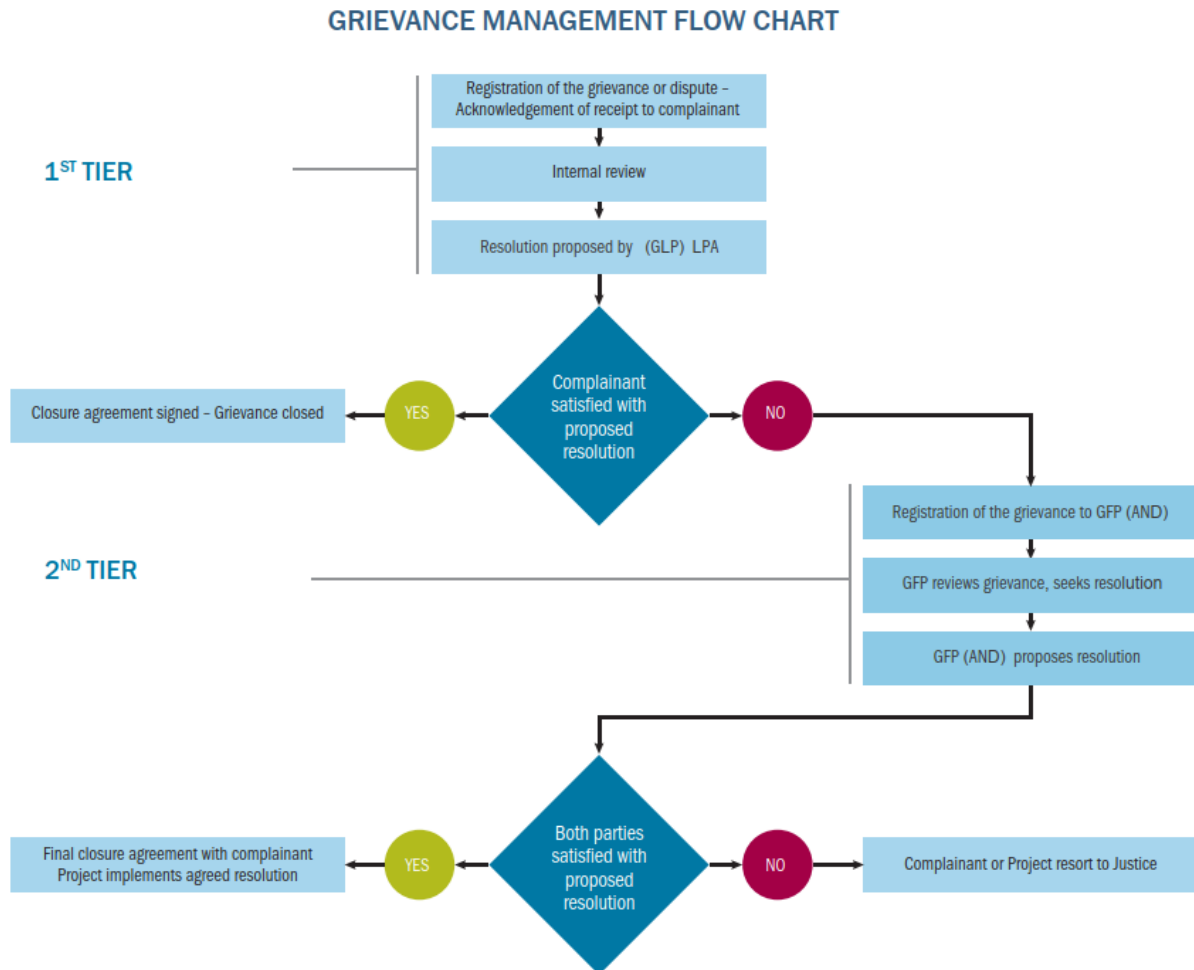 GRIEVANCE MANAGEMENT FLOW CHART
Registration of the grievance or dispute –
Acknowledgement of receipt to complainant
1ST TIER
Internal review
Resolution proposed by (GLP) LPA
Complainant
satisfied with
proposed
resolution
Closure agreement signed – Grievance closed
YES
NO
Registration of the grievance to GFP (AND)
2ND TIER
GFP reviews grievance, seeks resolution
GFP (AND) proposes resolution
Both parties
satisfied with
proposed
resolution
Final closure agreement with complainant
Project implements agreed resolution
YES
NO
Complainant or Project resort to Justice